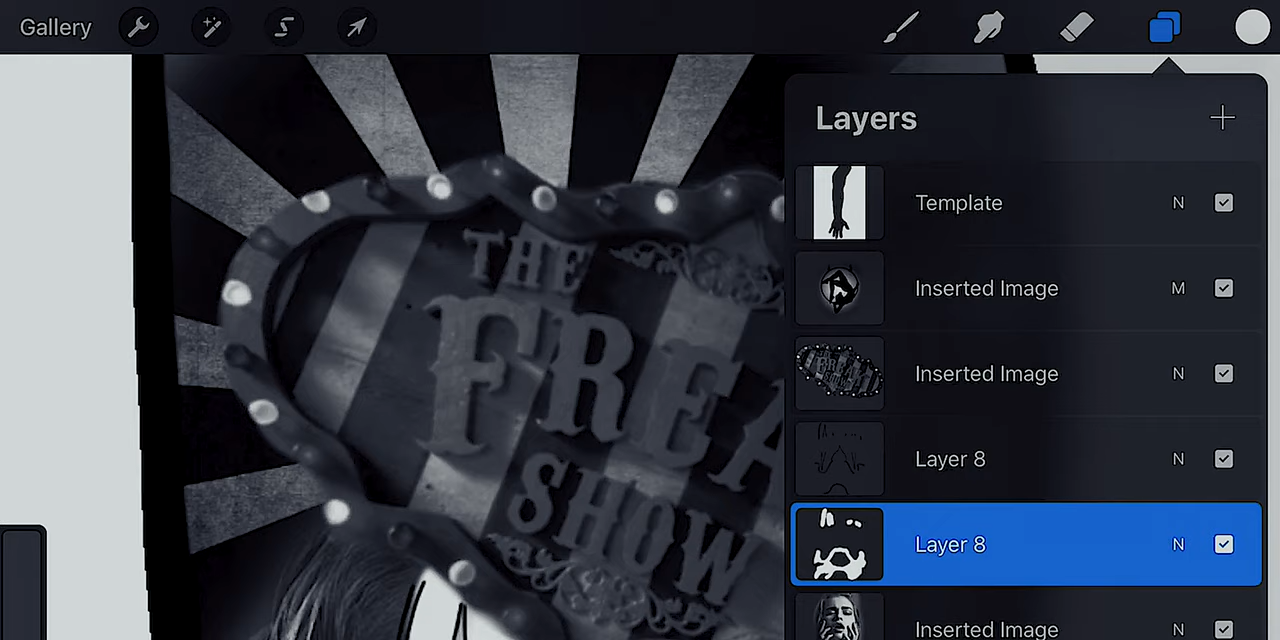 Gallery
Layers
Template N
Inserted Image M
Inserted Image N
Layer 8 N
Layer 8 N
Inserted Image N
THE
FREA
SHOW